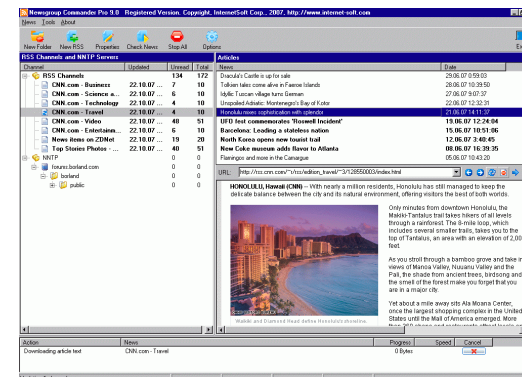 Newsgroup Commander Pro 9.0 Registered Version. Copyright, InternetSoft Corp., 2007, http://www.internet-soft.com
News Tools About
New Folder New RSS Properties Check News Stop All Options
RSS Channels and NNTP Servers
Channel Updated Unread Total
RSS Channels 134 172
CNN.com - Business 22.10.07 ... 7 10
CNN.com - Science a... 22.10.07 ... 6 10
CNN.com - Technology 22.10.07 ... 4 10
CNN.com - Travel 22.10.07 ... 4 10
CNN.com - Video 22.10.07 ... 48 51
CNN.com - Entertainm... 22.10.07 ... 6 10
News items on ZDNet 22.10.07 ... 19 20
Top Stories Photos - ... 22.10.07 ... 40 51
NNTP 0 0
forums.borland.com 0 0
borland 0 0
public 0 0
Articles
News Date
Dracula's Castle is up for sale 29.06.07 0:59:03
Tolkien tales come alive in Faeroe Islands 28.06.07 10:39:50
Idyllic Tuscan village turns German 27.06.07 9:07:37
Unspoiled Adriatic: Montenegro's Bay of Kotor 22.06.07 12:32:31
Honolulu mixes sophistication with splendor 21.06.07 14:11:37
UFO fest commemorates 'Roswell Incident' 19.06.07 12:24:04
Barcelona: Leading a stateless nation 15.06.07 10:51:06
North Korea opens new tourist trail 12.06.07 3:40:45
New Coke museum adds flavor to Atlanta 08.06.07 16:39:35
Flamingos and more in the Camargue 05.06.07 10:43:20
URL:
HONOLULU, Hawaii (CNN) -- With nearly a million residents, Honolulu has still managed to keep the
delicate balance between the city and its natural environment, offering visitors the best of both worlds.
Only minutes from downtown Honolulu, the
Makiki-Tantalus trail takes hikers of all levels
through a rainforest. The 8-mile loop, which
includes several smaller trails, takes you to the
top of Tantalus, an area with an elevation of 2,00
feet.
As you stroll through a bamboo grove and take in
views of Manoa Valley, Nuuanu Valley and the
Pali, the shade from ancient trees, birdsong and
the smell of the forest make you forget that you
are in a major city.
Yet about a mile away sits Ala Moana Center,
once the largest shopping complex in the United
States until the Mall of America emerged. More
Waikiki and Diamond Head define Honolulu's shoreline.
Action News Progress Speed Cancel
Downloading article text CNN.com - Travel 0 Bytes